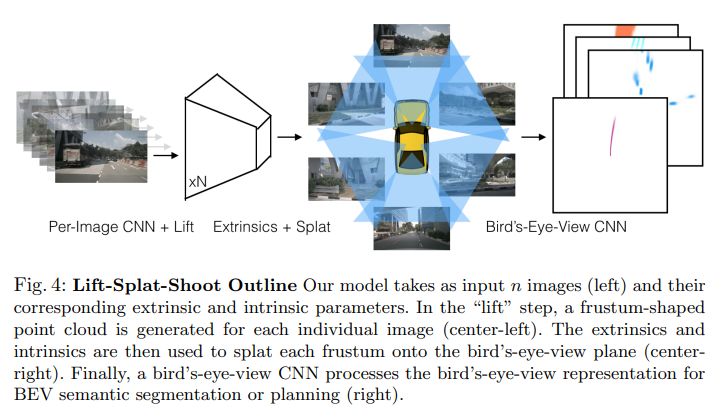 xN
Per-Image CNN + Lift
Extrinsics + Splat
Bird's-Eye-View CNN
Fig. 4: Lift-Splat-Shoot Outline Our model takes as input n images (left) and their
corresponding extrinsic and intrinsic parameters. In the “lift” step, a frustum-shaped
point cloud is generated for each individual image (center-left). The extrinsics and
intrinsics are then used to splat each frustum onto the bird’s-eye-view plane (center-
right). Finally, a bird’s-eye-view CNN processes the bird’s-eye-view representation for
BEV semantic segmentation or planning (right).